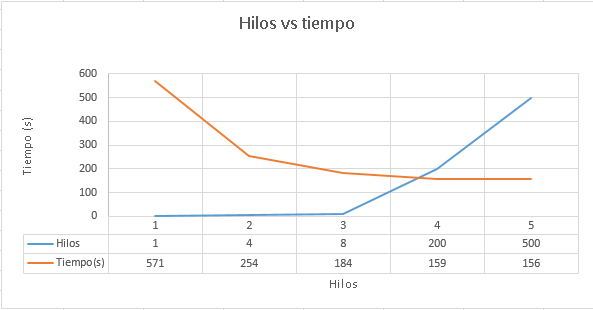 Hilos vs tiempo
600
500
400
300
200
100
0
Tiempo (s)
1 2 3 4 5
Hilos 1 4 8 200 500
Tiempo(s) 571 254 184 159 156
Hilos